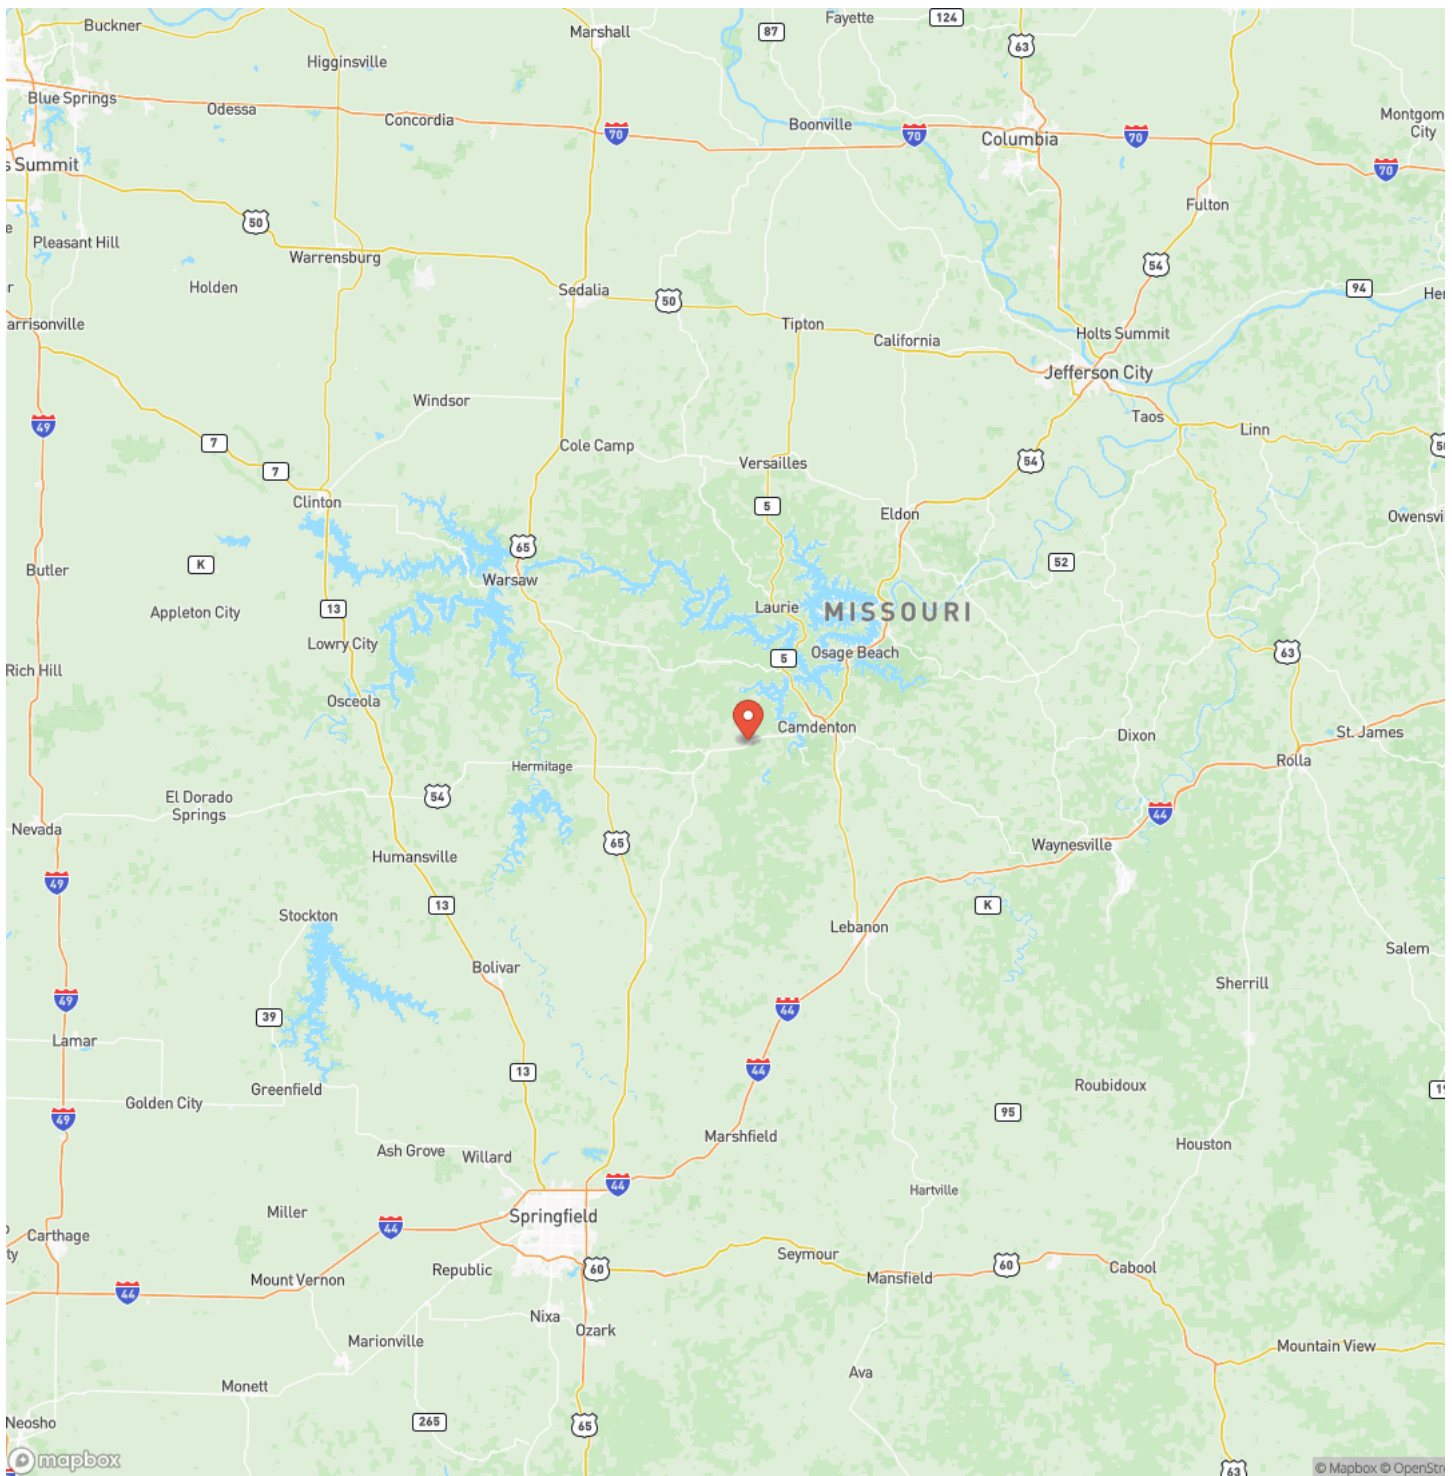 Buckner
Marshall
87
Fayette
124
63
Higginsville
Blue Springs
Odessa
Concordia
70
Boonville
70
Columbia
70
Montgom
City
s Summit
70
Fulton
50
Pleasant Hill
Warrensburg
54
Holden
Sedalia
50
94
He
arrisonville
Tipton
California
Holts Summit
Jefferson City
Windsor
Taos
49
7
Cole Camp
Linn
50
7
Versailles
54
Clinton
5
Eldon
Owensvi
65
K
Butler
Warsaw
52
Appleton City
13
Laurie
MISSOURI
Lowry City
Osage Beach
63
5
Rich Hill
Osceola
Camdenton
Dixon
St. James
Hermitage
Rolla
El Dorado
Springs
54
44
Nevada
65
Waynesville
Humansville
49
13
K
Stockton
Lebanon
Salem
Bolivar
Sherrill
49
44
39
Lamar
13
44
Greenfield
Roubidoux
19
Golden City
95
49
Marshfield
Houston
Ash Grove
Willard
44
Hartville
Miller
Springfield
44
Carthage
ty
Seymour
60
60
Cabool
Republic
Mount Vernon
Mansfield
44
Nixa
Ozark
Marionville
Mountain View
Ava
Monett
Neosho
265
65
mapbox
63
© Mapbox © OpenStr